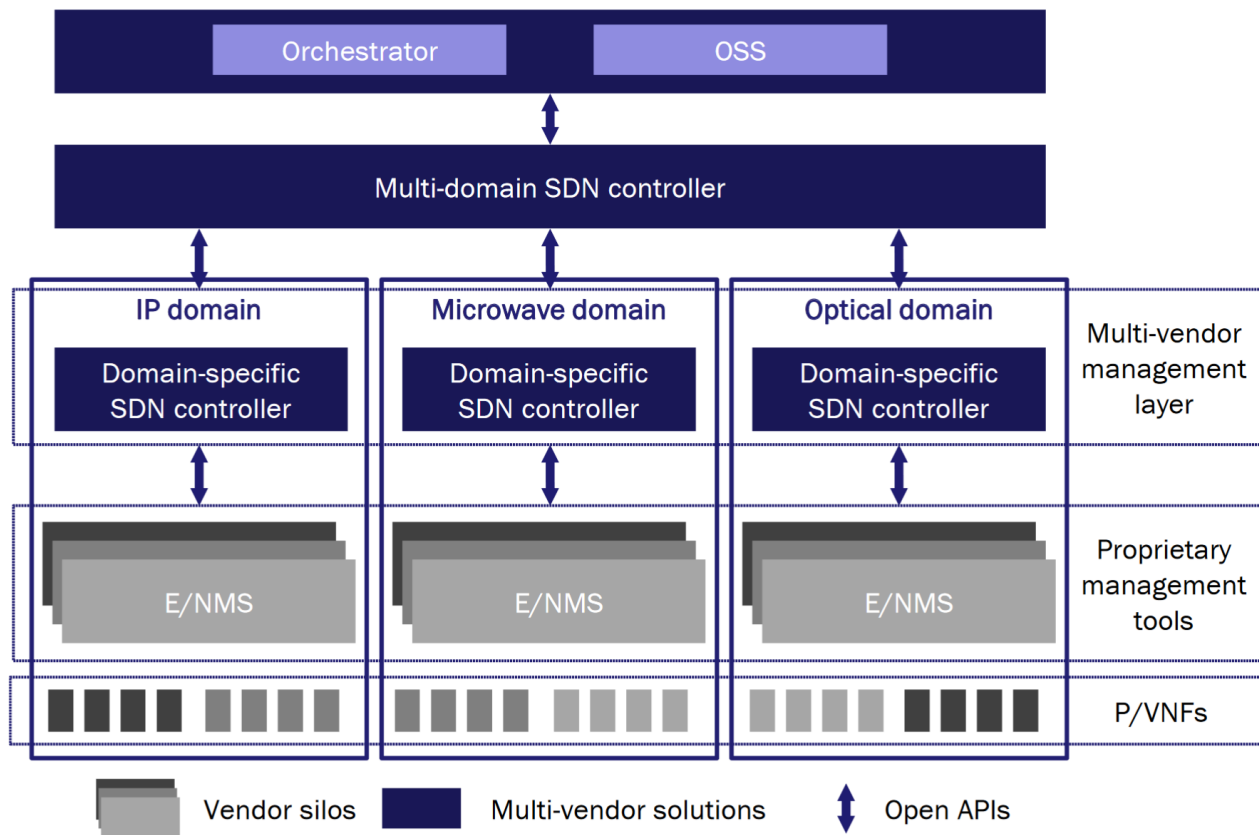 Orchestrator
OSS
Multi-domain SDN controller
IP domain
Microwave domain
Optical domain
Domain-specific
SDN controller
Domain-specific
SDN controller
Domain-specific
SDN controller
Multi-vendor
management
layer
E/NMS
E/NMS
E/NMS
Proprietary
management
tools
P/VNFs
Vendor silos
Multi-vendor solutions
Open APIs